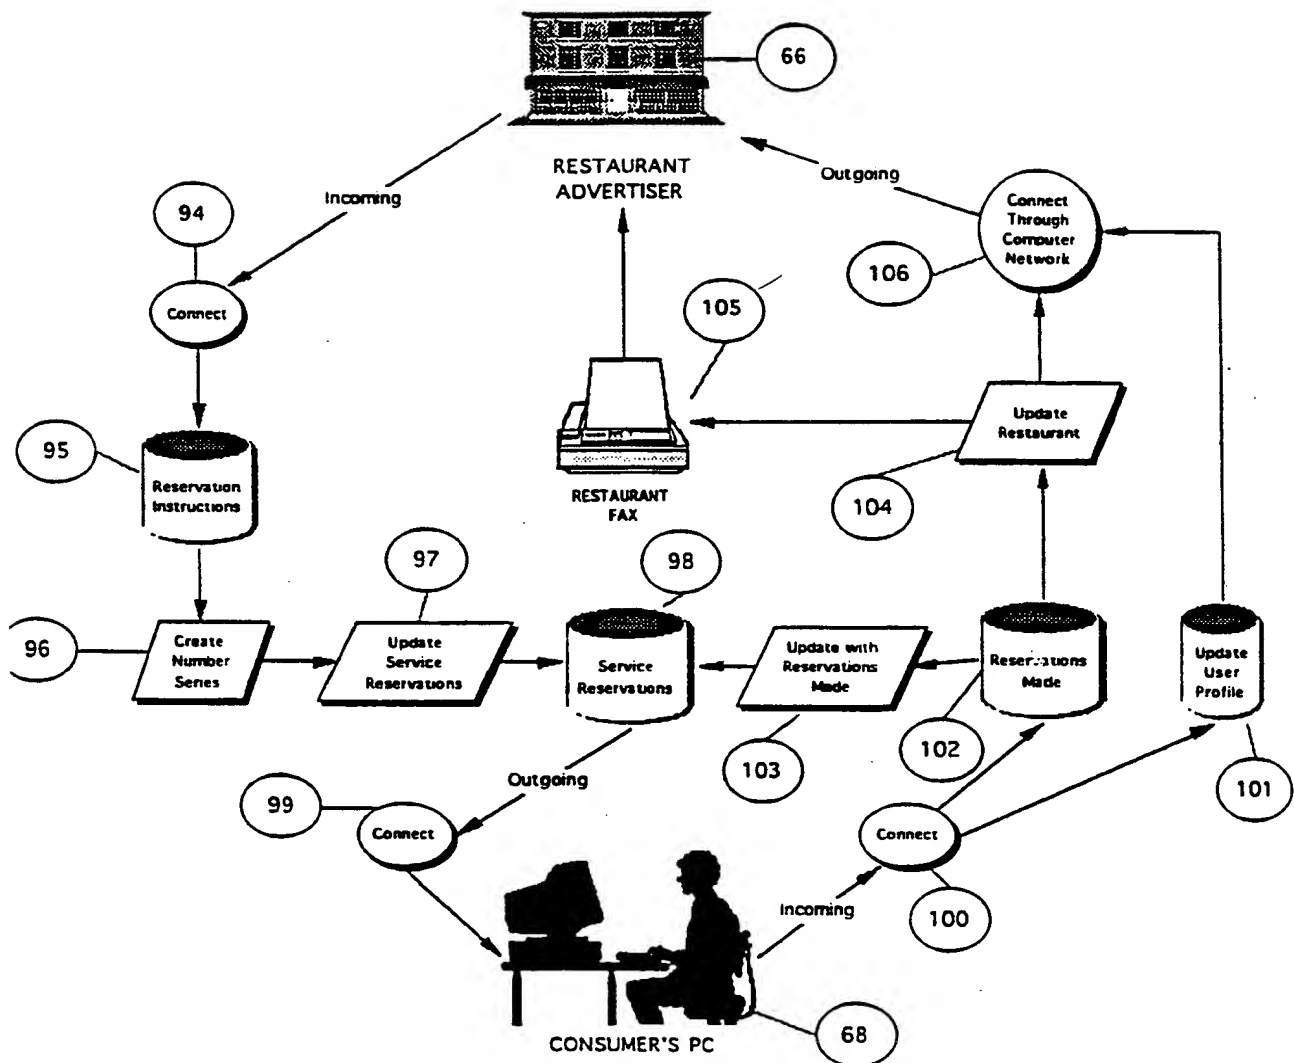 66
RESTAURANT
ADVERTISER
Incoming
Outgoing
94
Connect
Connect
Through
Computer
Network
106
105
95
Reservation
Instructions
Update
Restaurant
RESTAURANT
FAX
104
97
98
96
Create
Number
Series
Update
Service
Reservations
Service
Reservations
Update with
Reservations
Made
Reservations
Made
Update
User
Profile
102
103
101
Outgoing
99
Connect
Connect
Incoming
100
68
CONSUMER'S PC